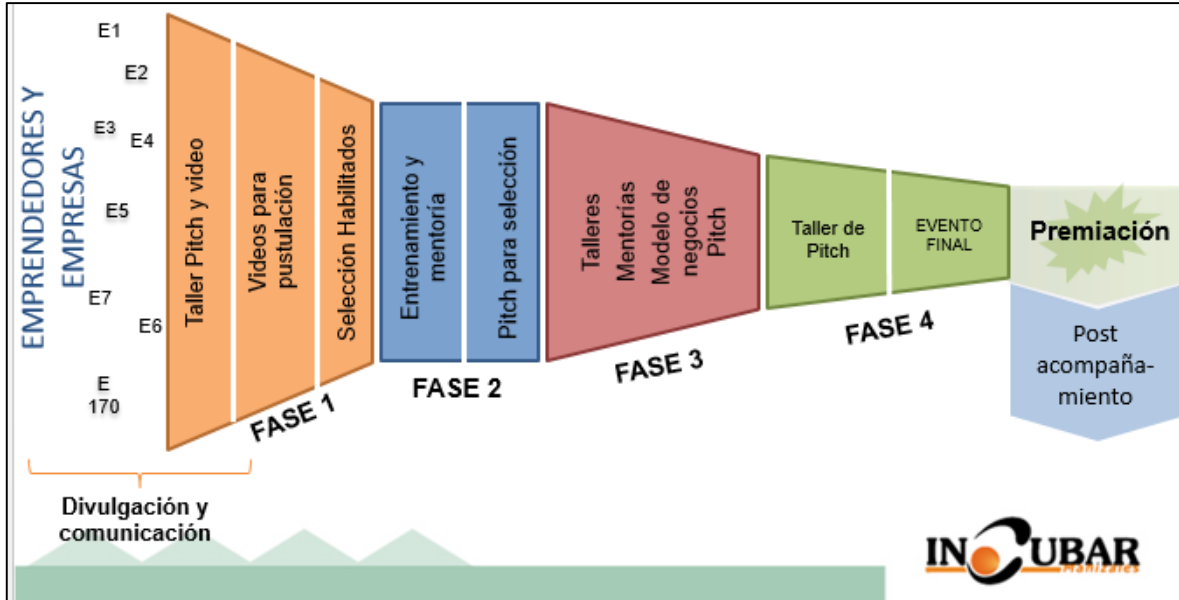 EMPRENDEDORES Y
EMPRESAS
E1
E2
E3
E4
E5
E7
E6
E
170
Taller Pitch y video
Videos para
pustulación
Selección Habilitados
FASE 1
Entrenamiento y
mentoría
Pitch para selección
FASE 2
Talleres
Mentorías
Modelo de
negocios
Pitch
FASE 3
Taller de
Pitch
EVENTO
FINAL
FASE 4
Premiación
Post
acompaña-
miento
Divulgación y
comunicación
INCUBAR
Manizales